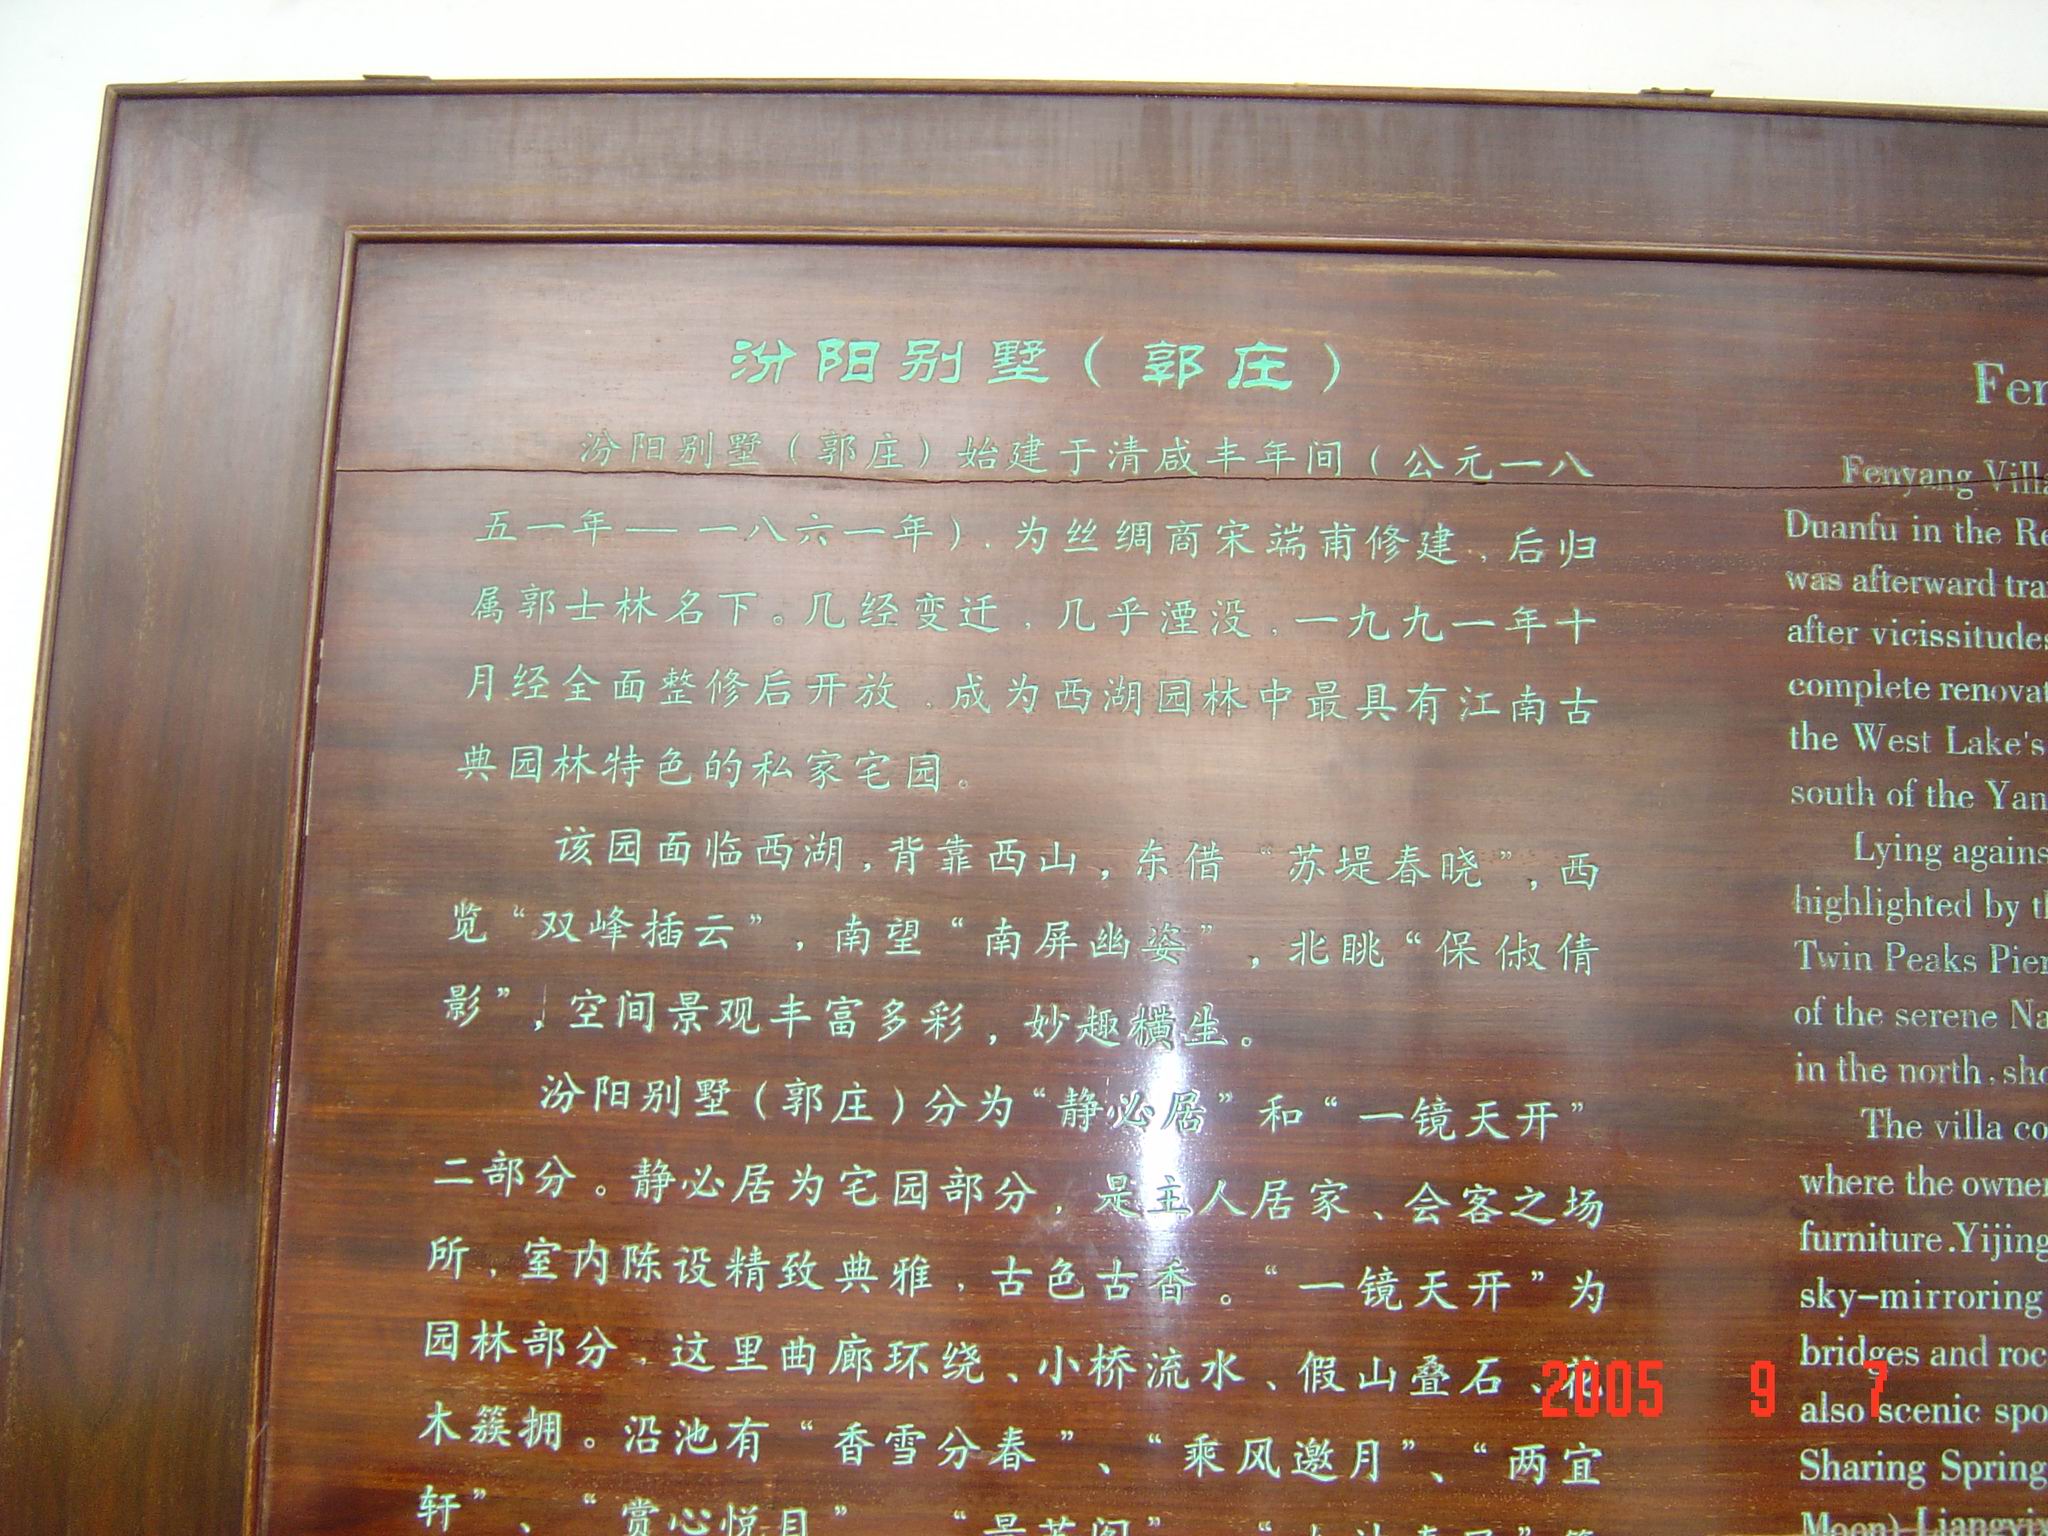 汾阳别墅（郭庄）
汾阳别墅（郭庄）始建于清咸丰年间（公元一八
五一年——一八六一年），为丝绸商宋端甫修建，后归
属郭士林名下。几经变迁，几乎湮没，一九九一年十
月经全面整修后开放，成为西湖园林中最具有江南古
典园林特色的私家宅园。
该园面临西湖，背靠西山，东借“苏堤春晓”，西
览“双峰插云”，南望“南屏幽姿”，北眺“保俶倩
影”，空间景观丰富多彩，妙趣横生。
汾阳别墅（郭庄）分为“静必居”和“一镜天开”
二部分。静必居为宅园部分，是主人居家、会客之场
所，室内陈设精致典雅，古色古香。“一镜天开”为
园林部分，这里曲廊环绕、小桥流水、假山叠石、花
木簇拥。沿池有“香雪分春”、“乘风邀月”、“两宜
轩”、“赏心悦目”
Fen
Fenyang Villa
Duanfu in the Re
was afterward tra
after vicissitudes
complete renovat
the West Lake's
south of the Yan
Lying agains
highlighted by th
Twin Peaks Pier
of the serene Na
in the north, sho
The villa co
where the owner
furniture.Yijing
sky-mirroring
bridges and roc
also scenic spo
Sharing Spring
Moon) Liangyi
2005 9 7